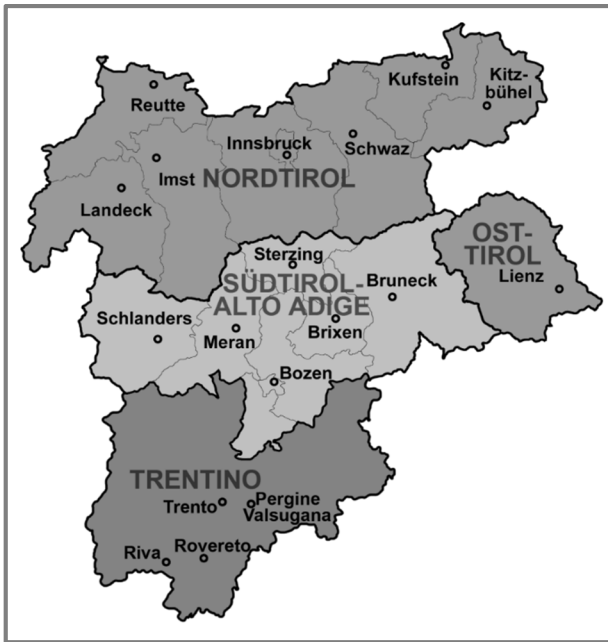 Kufstein
Kitz-
bühel
Reutte
Innsbruck
Schwaz
Imst
NORDTIROL
Landeck
OST-
TIROL
Lienz
Sterzing
SÜDTIROL-
ALTO ADIGE
Bruneck
Schlanders
Meran
Brixen
Bozen
TRENTINO
Trento
Pergine
Valsugana
Riva
Rovereto